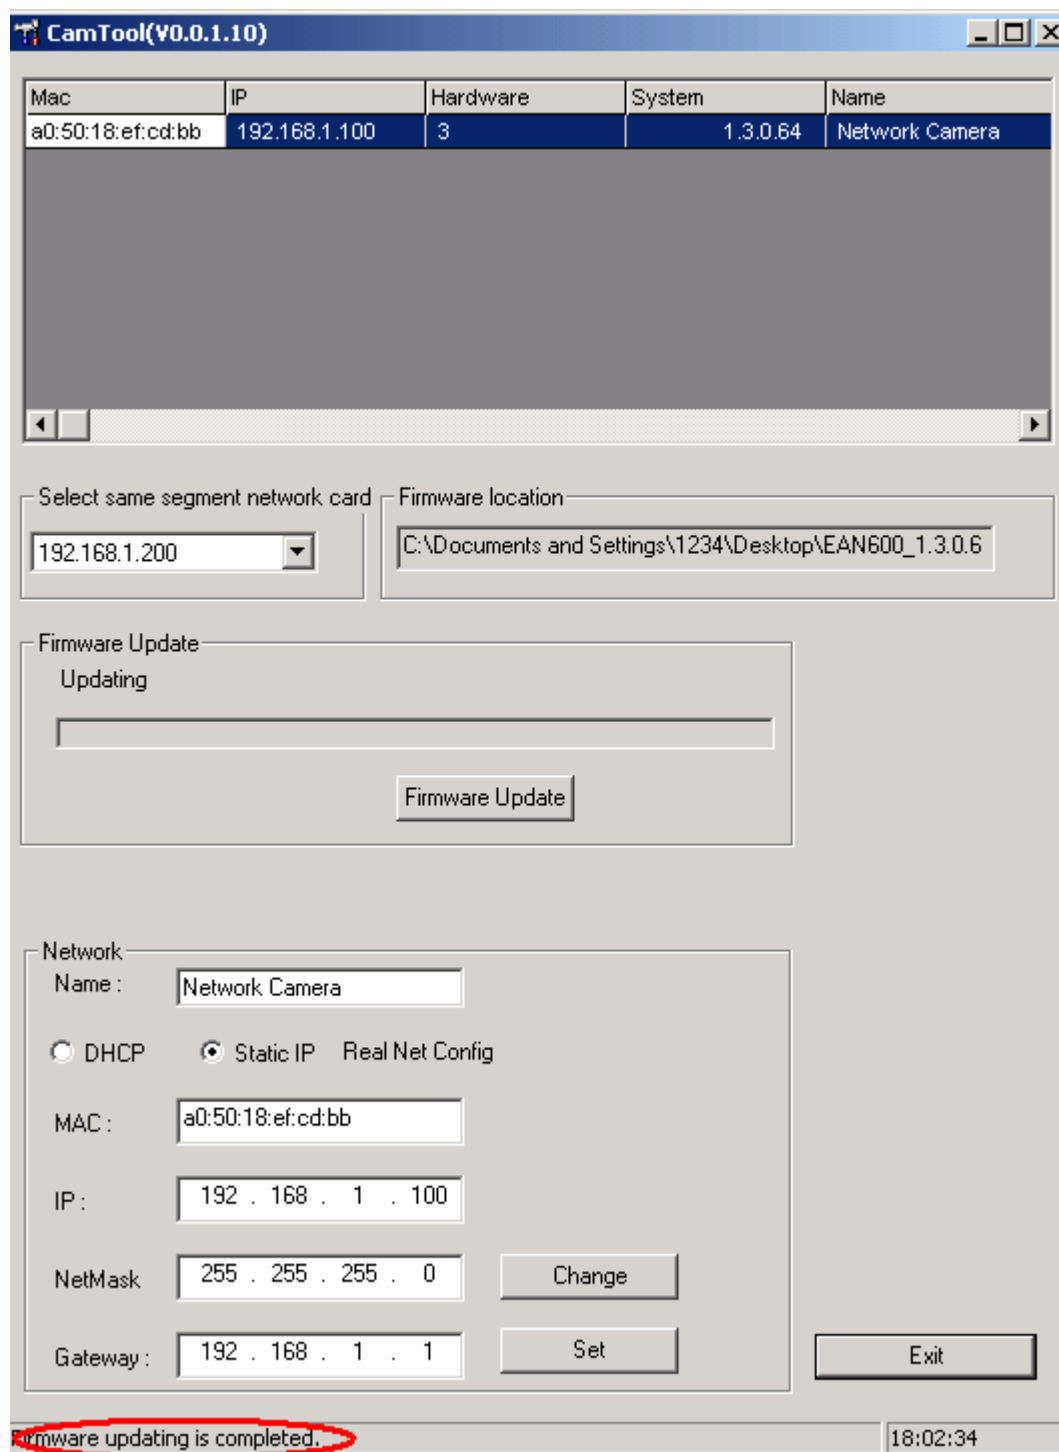 CamTool(V0.0.1.10)
Mac IP Hardware System Name
a0:50:18:ef:cd:bb 192.168.1.100 3 1.3.0.64 Network Camera
Select same segment network card
192.168.1.200
Firmware location
C:\Documents and Settings\1234\Desktop\EAN600_1.3.0.6
Firmware Update
Updating
Firmware Update
Network
Name : Network Camera
DHCP Static IP Real Net Config
MAC : a0:50:18:ef:cd:bb
IP : 192 . 168 . 1 . 100
NetMask 255 . 255 . 255 . 0 Change
Gateway : 192 . 168 . 1 . 1 Set
Exit
Firmware updating is completed. 18:02:34